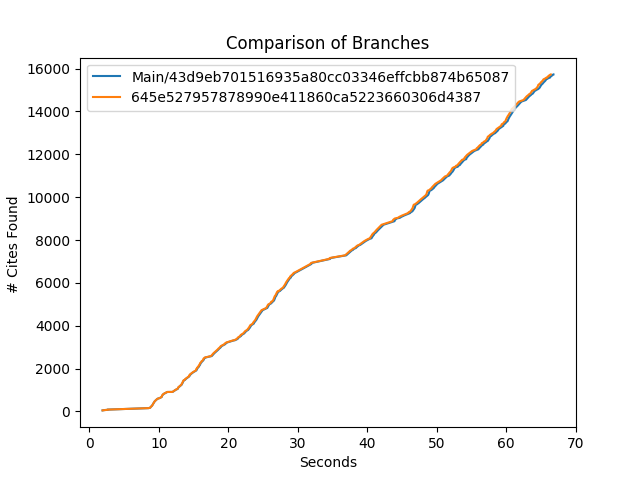 Comparison of Branches
Main/43d9eb701516935a80cc03346effcbb874b65087
645e527957878990e411860ca5223660306d4387
16000
14000
12000
10000
8000
6000
4000
2000
0
# Cites Found
0 10 20 30 40 50 60 70
Seconds